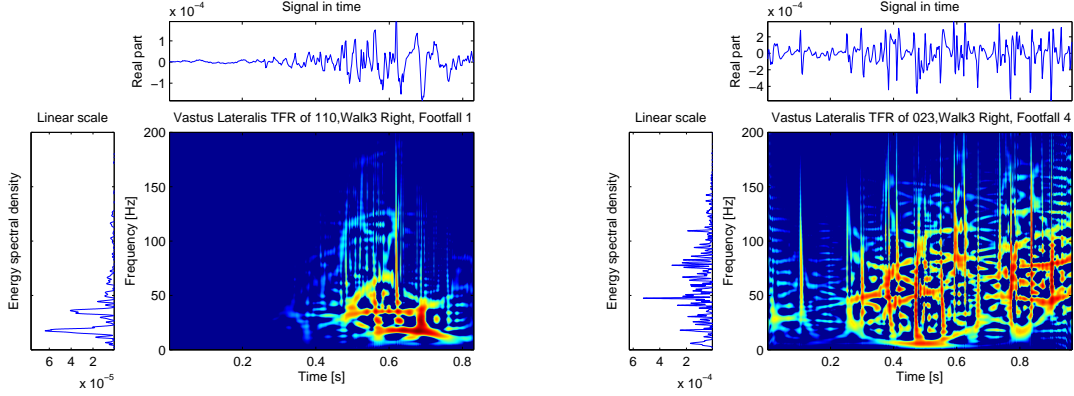 Signal in time
× 10⁻⁴
Real part
1
0
−1
Linear scale
Energy spectral density
6 4 2
× 10⁻⁵
Vastus Lateralis TFR of 110,Walk3 Right, Footfall 1
Frequency [Hz]
200
150
100
50
0
0.2 0.4 0.6 0.8
Time [s]
Signal in time
× 10⁻⁴
Real part
2
0
−2
−4
Linear scale
Energy spectral density
6 4 2
× 10⁻⁴
Vastus Lateralis TFR of 023,Walk3 Right, Footfall 4
Frequency [Hz]
200
150
100
50
0
0.2 0.4 0.6 0.8
Time [s]